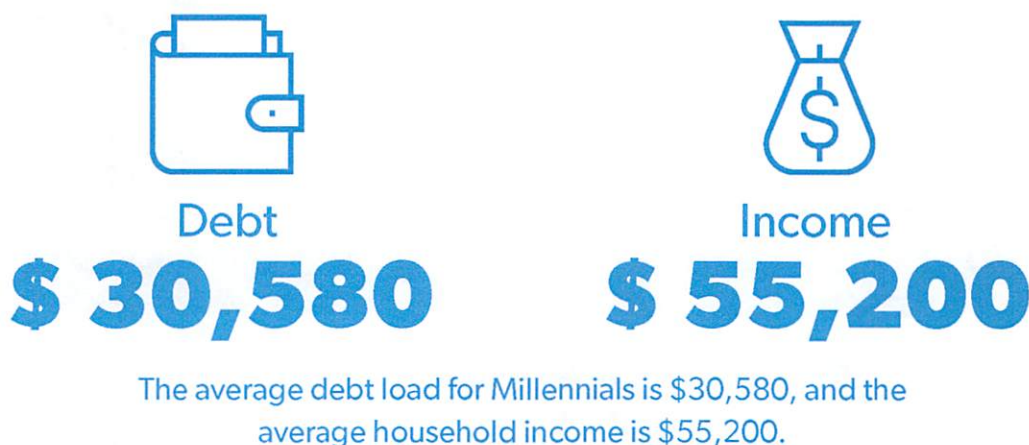 $
Debt
Income
$ 30,580
$ 55,200
The average debt load for Millennials is $30,580, and the
average household income is $55,200.